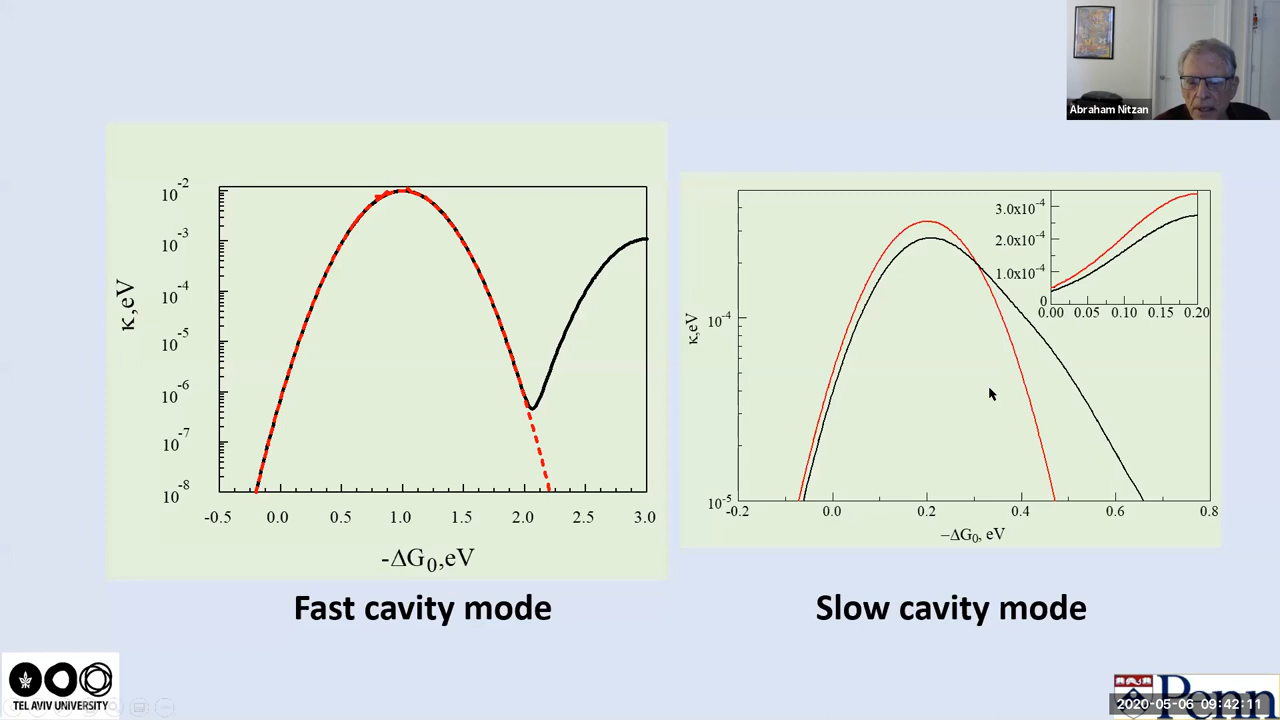 Abraham Nitzan
10-2
10-3
10-4
10-5
10-6
10-7
10-8
κ,eV
-0.5 0.0 0.5 1.0 1.5 2.0 2.5 3.0
-ΔG0,eV
Fast cavity mode
3.0x10-4
2.0x10-4
1.0x10-4
0
0.00 0.05 0.10 0.15 0.20
10-4
κ,eV
10-5
-0.2 0.0 0.2 0.4 0.6 0.8
−ΔG0, eV
Slow cavity mode
TEL AVIV UNIVERSITY
Penn
2020-05-06 09:42:11